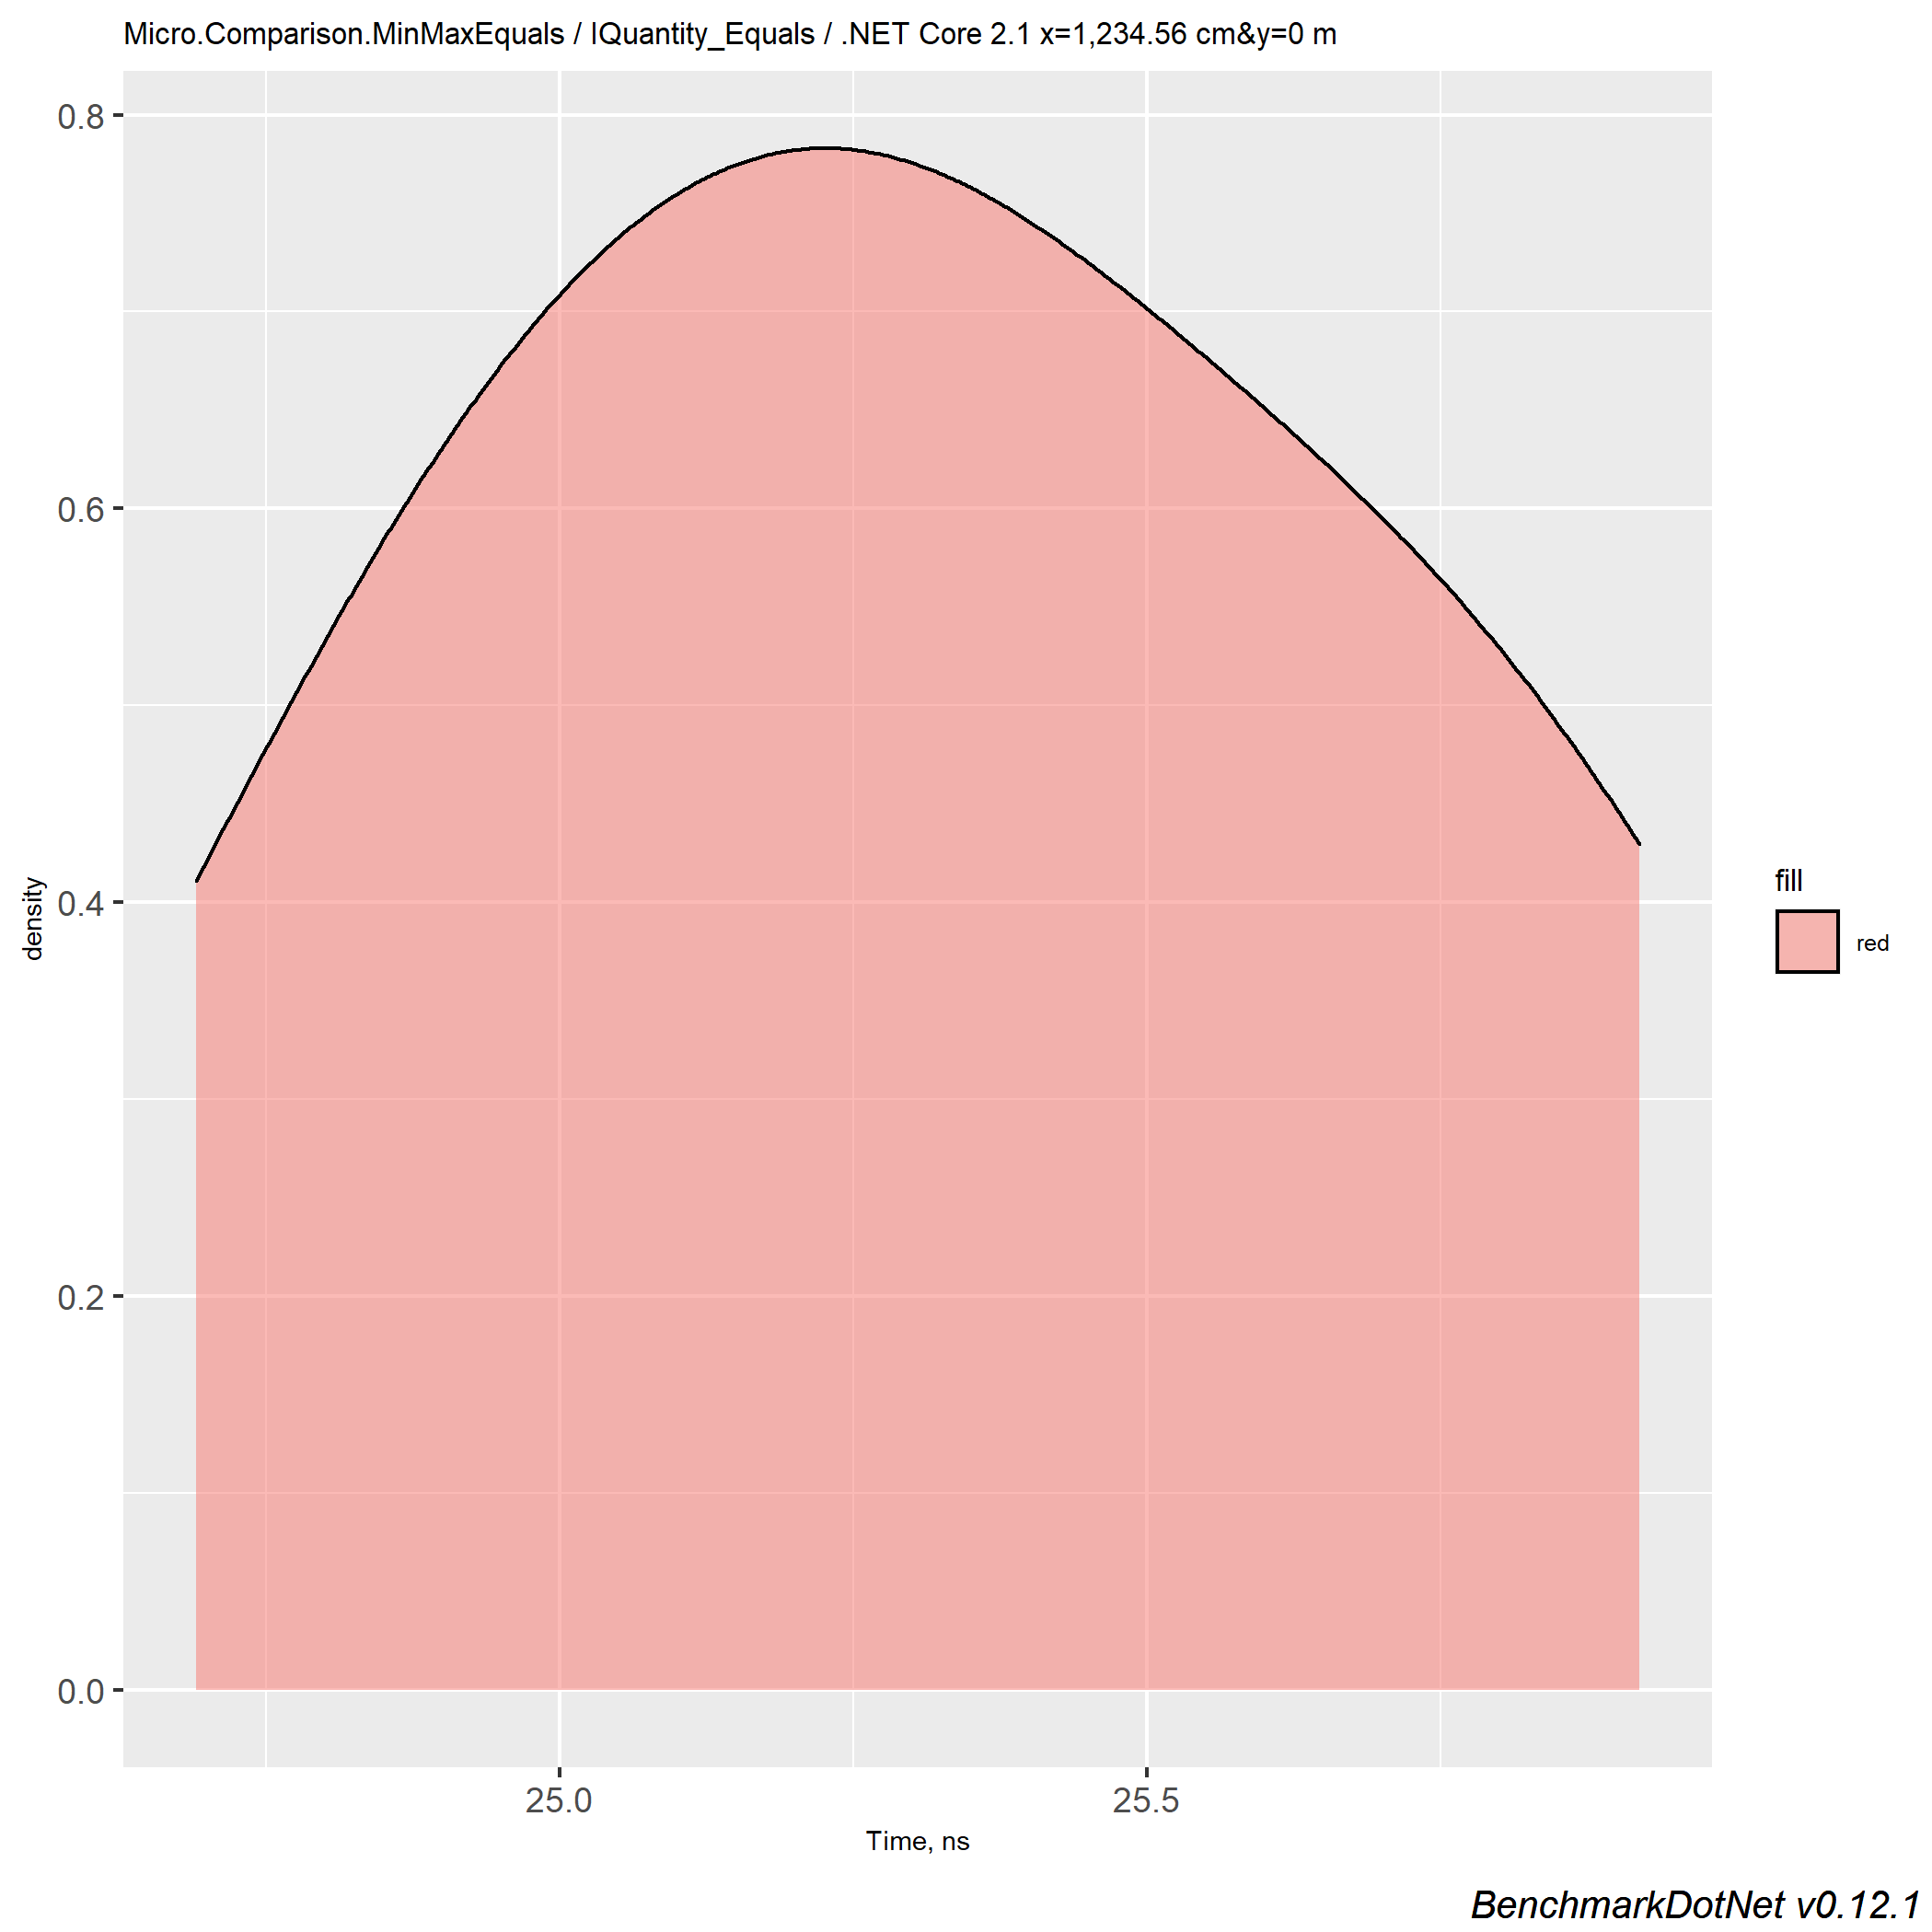 Micro.Comparison.MinMaxEquals / IQuantity_Equals / .NET Core 2.1 x=1,234.56 cm&y=0 m
0.8
0.6
0.4
0.2
0.0
density
25.0
25.5
Time, ns
fill
red
BenchmarkDotNet v0.12.1